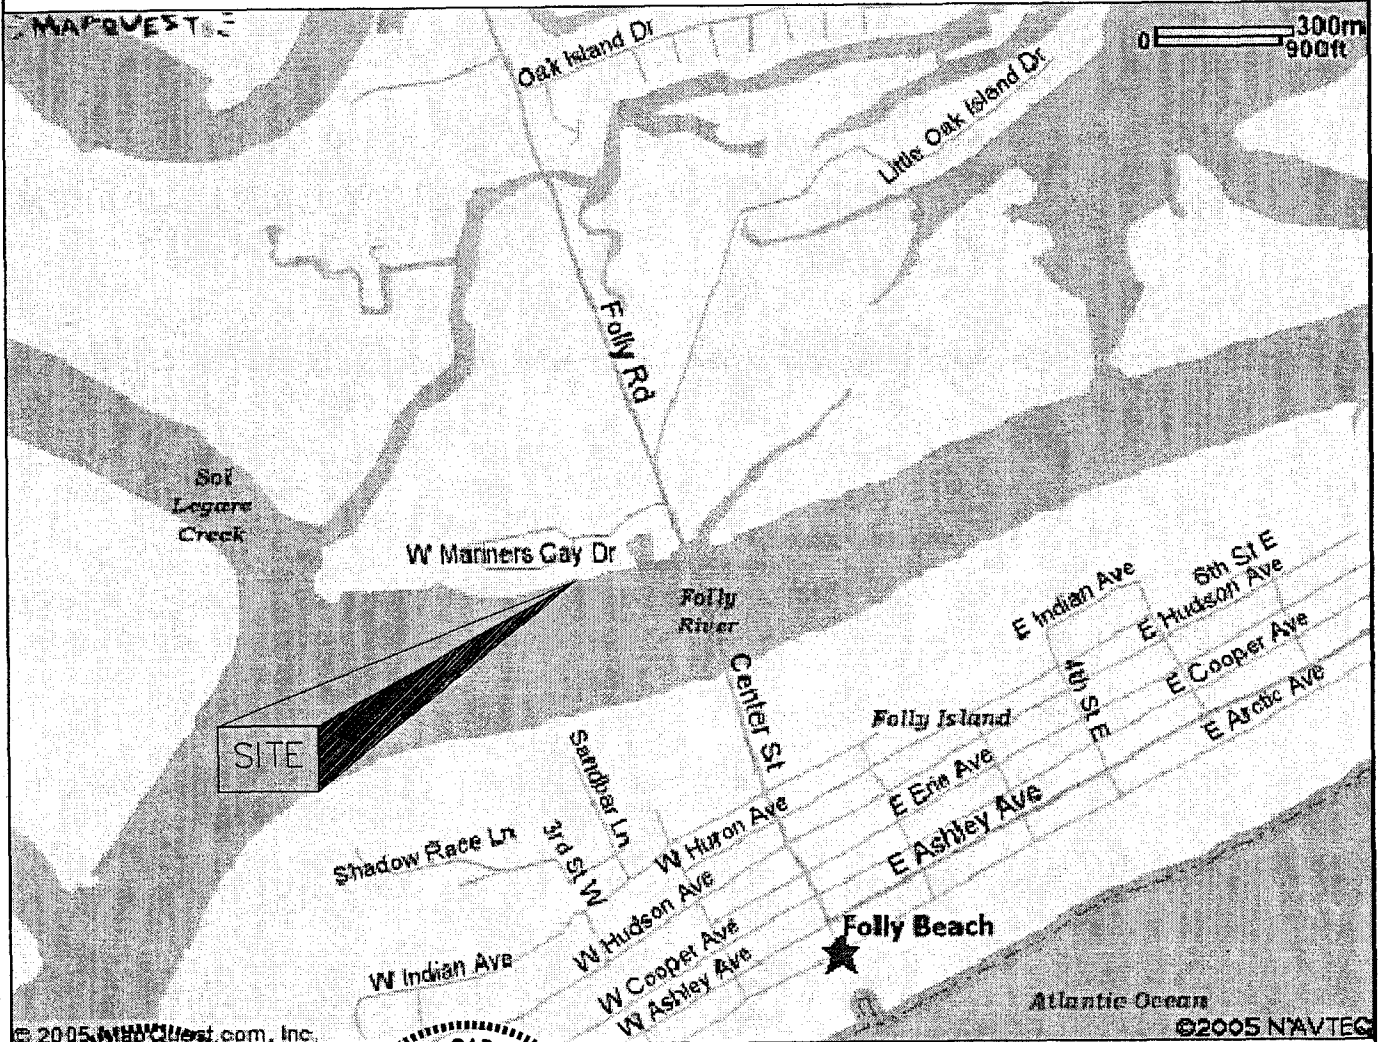 MAPQUEST
0 300m
900ft
Oak Island Dr
Little Oak Island Dr
Folly Rd
Sol
Legare
Creek
W Mariners Cay Dr
Folly
River
E Indian Ave
6th St E
E Hudson Ave
E Cooper Ave
4th St E
E Arctic Ave
Center St
Folly Island
SITE
Sandbar Ln
E Erie Ave
W Huron Ave
E Ashley Ave
Shadow Race Ln
3rd St W
W Hudson Ave
Folly Beach
W Cooper Ave
W Indian Ave
W Ashley Ave
Atlantic Ocean
© 2005 MapQuest.com, Inc.
©2005 NAVTEQ